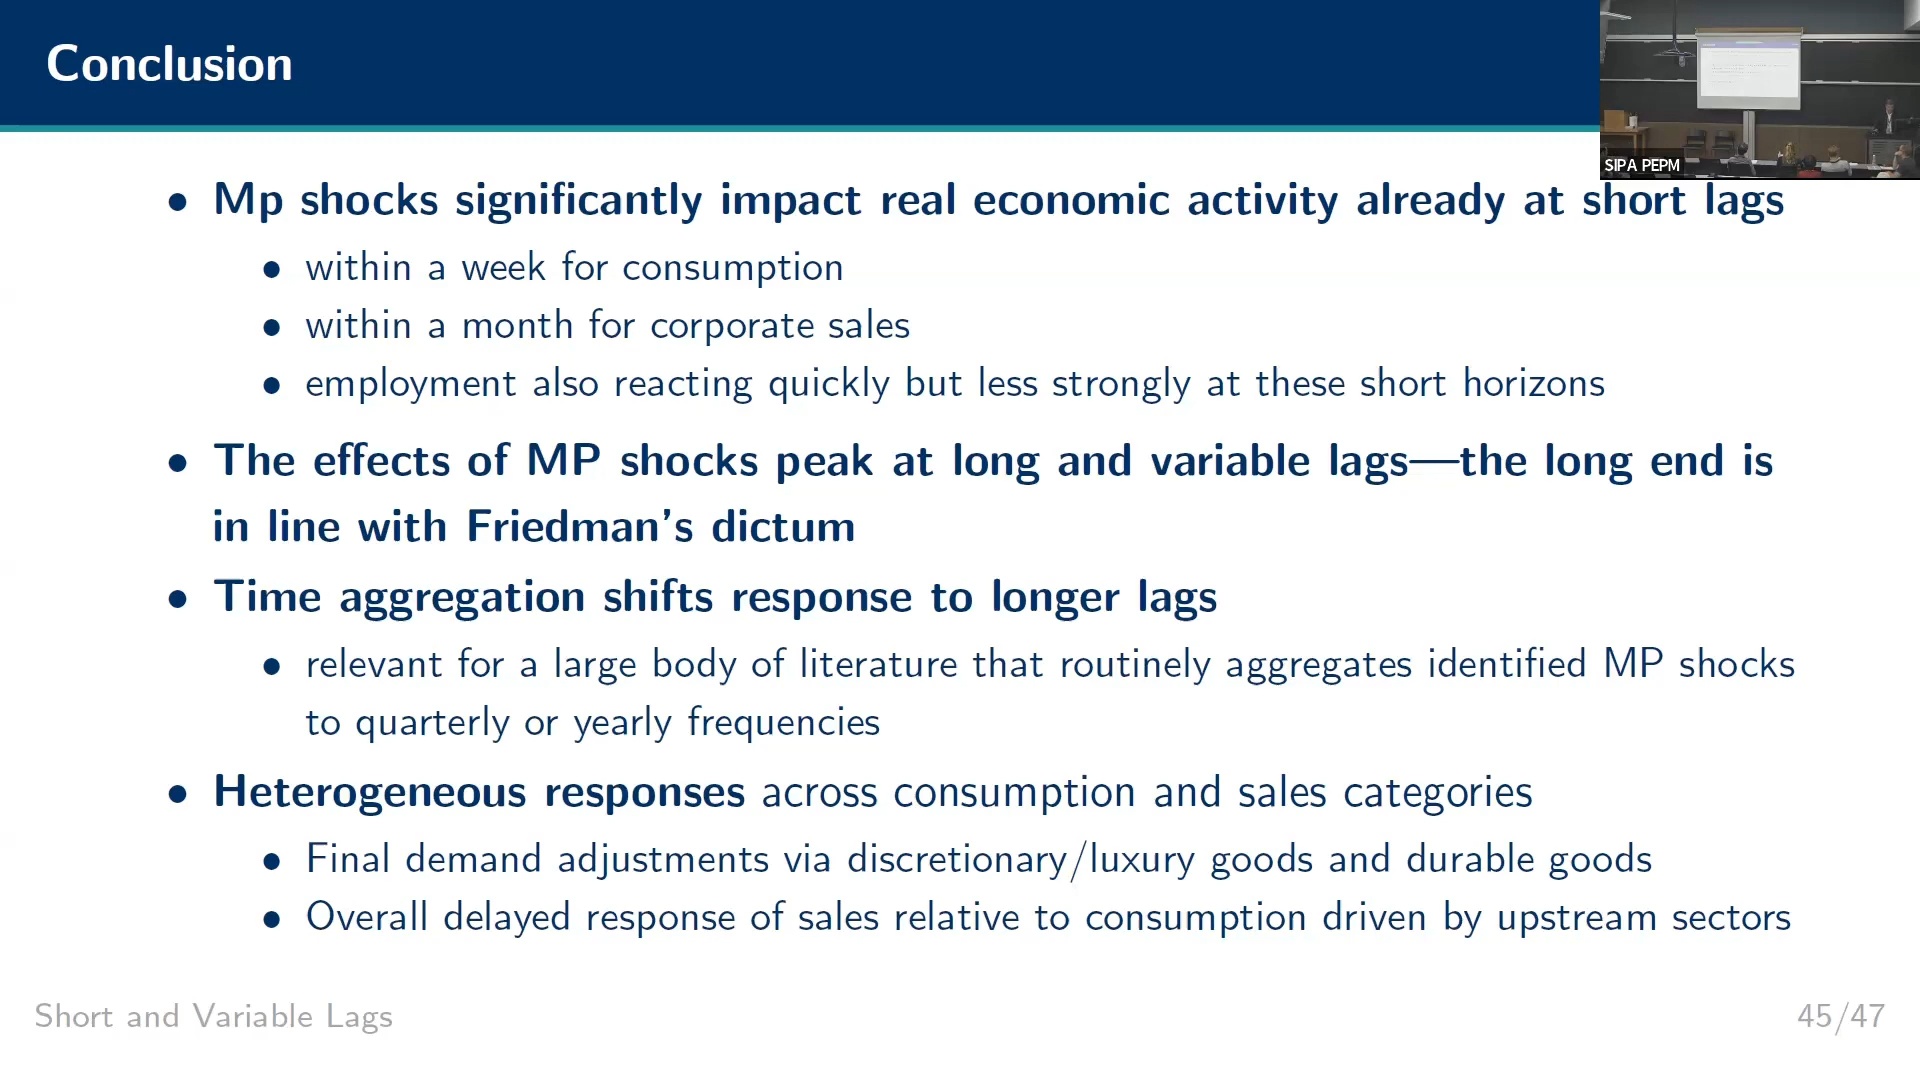 Conclusion
SIPA PEPM
• Mp shocks significantly impact real economic activity already at short lags
• within a week for consumption
• within a month for corporate sales
• employment also reacting quickly but less strongly at these short horizons
• The effects of MP shocks peak at long and variable lags—the long end is
in line with Friedman's dictum
• Time aggregation shifts response to longer lags
• relevant for a large body of literature that routinely aggregates identified MP shocks
to quarterly or yearly frequencies
• Heterogeneous responses across consumption and sales categories
• Final demand adjustments via discretionary/luxury goods and durable goods
• Overall delayed response of sales relative to consumption driven by upstream sectors
Short and Variable Lags
45/47